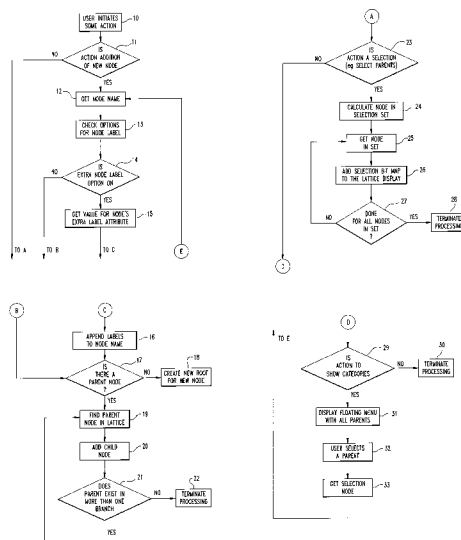 USER INITIATES
SOME ACTION
10
11
IS
ACTION ADDITION
OF NEW NODE
NO
YES
12
GET NODE NAME
CHECK OPTIONS
FOR NODE LABEL
13
14
IS
EXTRA NODE LABEL
OPTION ON
NO
YES
GET VALUE FOR NODE'S
EXTRA LABEL ATTRIBUTE
15
TO A
TO B
TO C
E
A
23
IS
ACTION A SELECTION
(eg SELECT PARENTS)
NO
YES
CALCULATE NODE IN
SELECTION SET
24
GET NODE
IN SET
25
ADD SELECTION BIT MAP
TO THE LATTICE DISPLAY
26
27
DONE
FOR ALL NODES
IN SET
?
NO
YES
28
TERMINATE
PROCESSING
D
B
C
APPEND LABELS
TO NODE NAME
16
17
IS
THERE A
PARENT NODE
?
NO
18
CREATE NEW ROOT
FOR NEW NODE
YES
FIND PARENT
NODE IN LATTICE
19
ADD CHILD
NODE
20
21
DOES
PARENT EXIST IN
MORE THAN ONE
BRANCH
NO
22
TERMINATE
PROCESSING
YES
TO E
D
29
IS
ACTION TO
SHOW CATEGORIES
NO
30
TERMINATE
PROCESSING
YES
DISPLAY FLOATING MENU
WITH ALL PARENTS
31
USER SELECTS
A PARENT
32
GET SELECTION
NODE
33